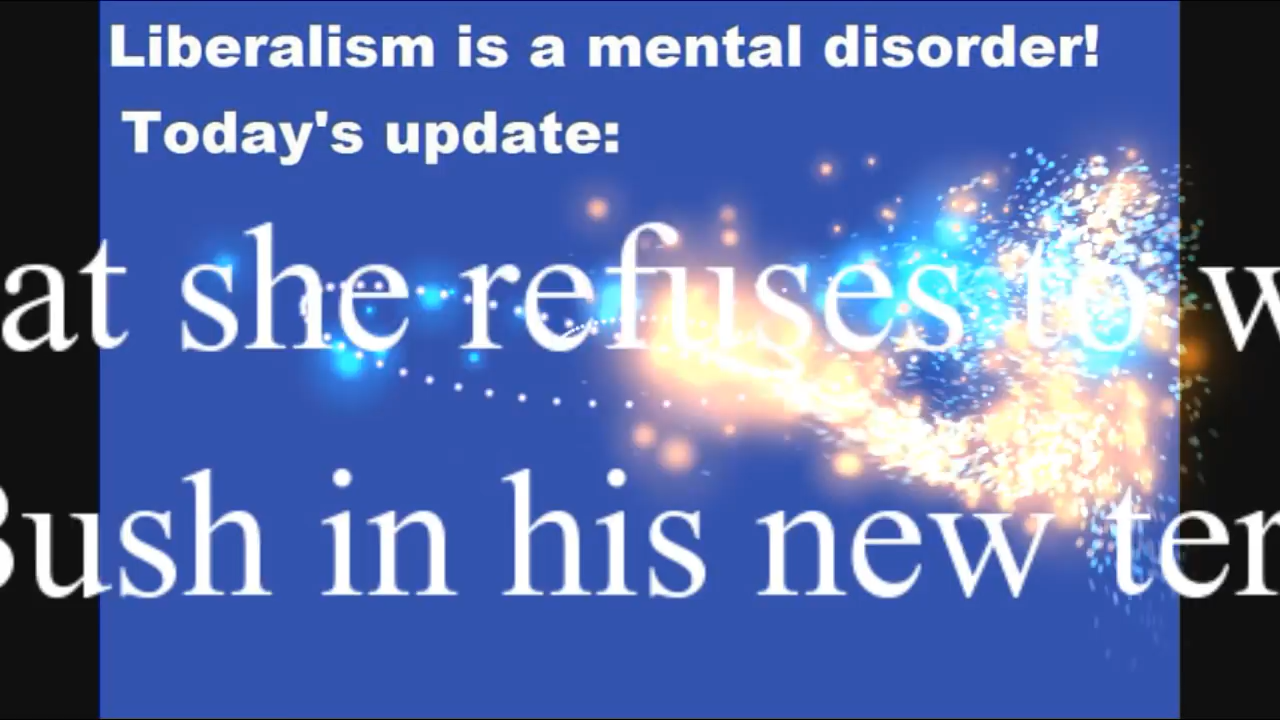 Liberalism is a mental disorder!
Today's update:
at she refuses to w
Bush in his new ter